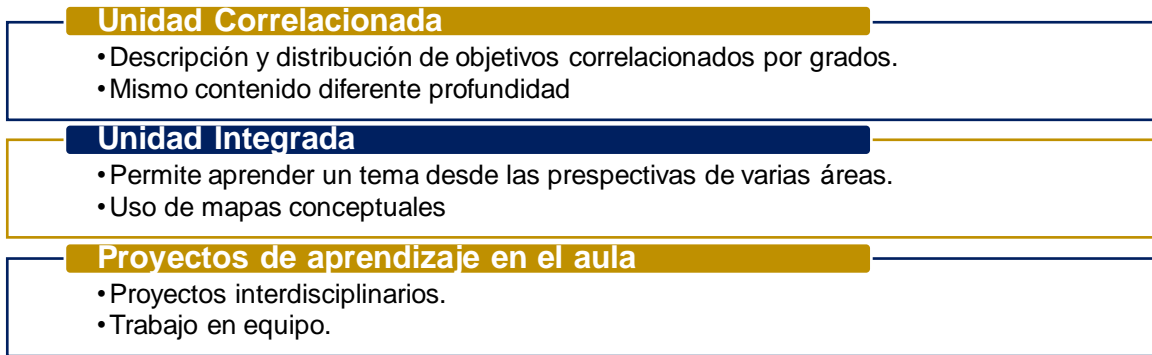 Unidad Correlacionada
•Descripción y distribución de objetivos correlacionados por grados.
•Mismo contenido diferente profundidad
Unidad Integrada
•Permite aprender un tema desde las prespectivas de varias áreas.
•Uso de mapas conceptuales
Proyectos de aprendizaje en el aula
•Proyectos interdisciplinarios.
•Trabajo en equipo.